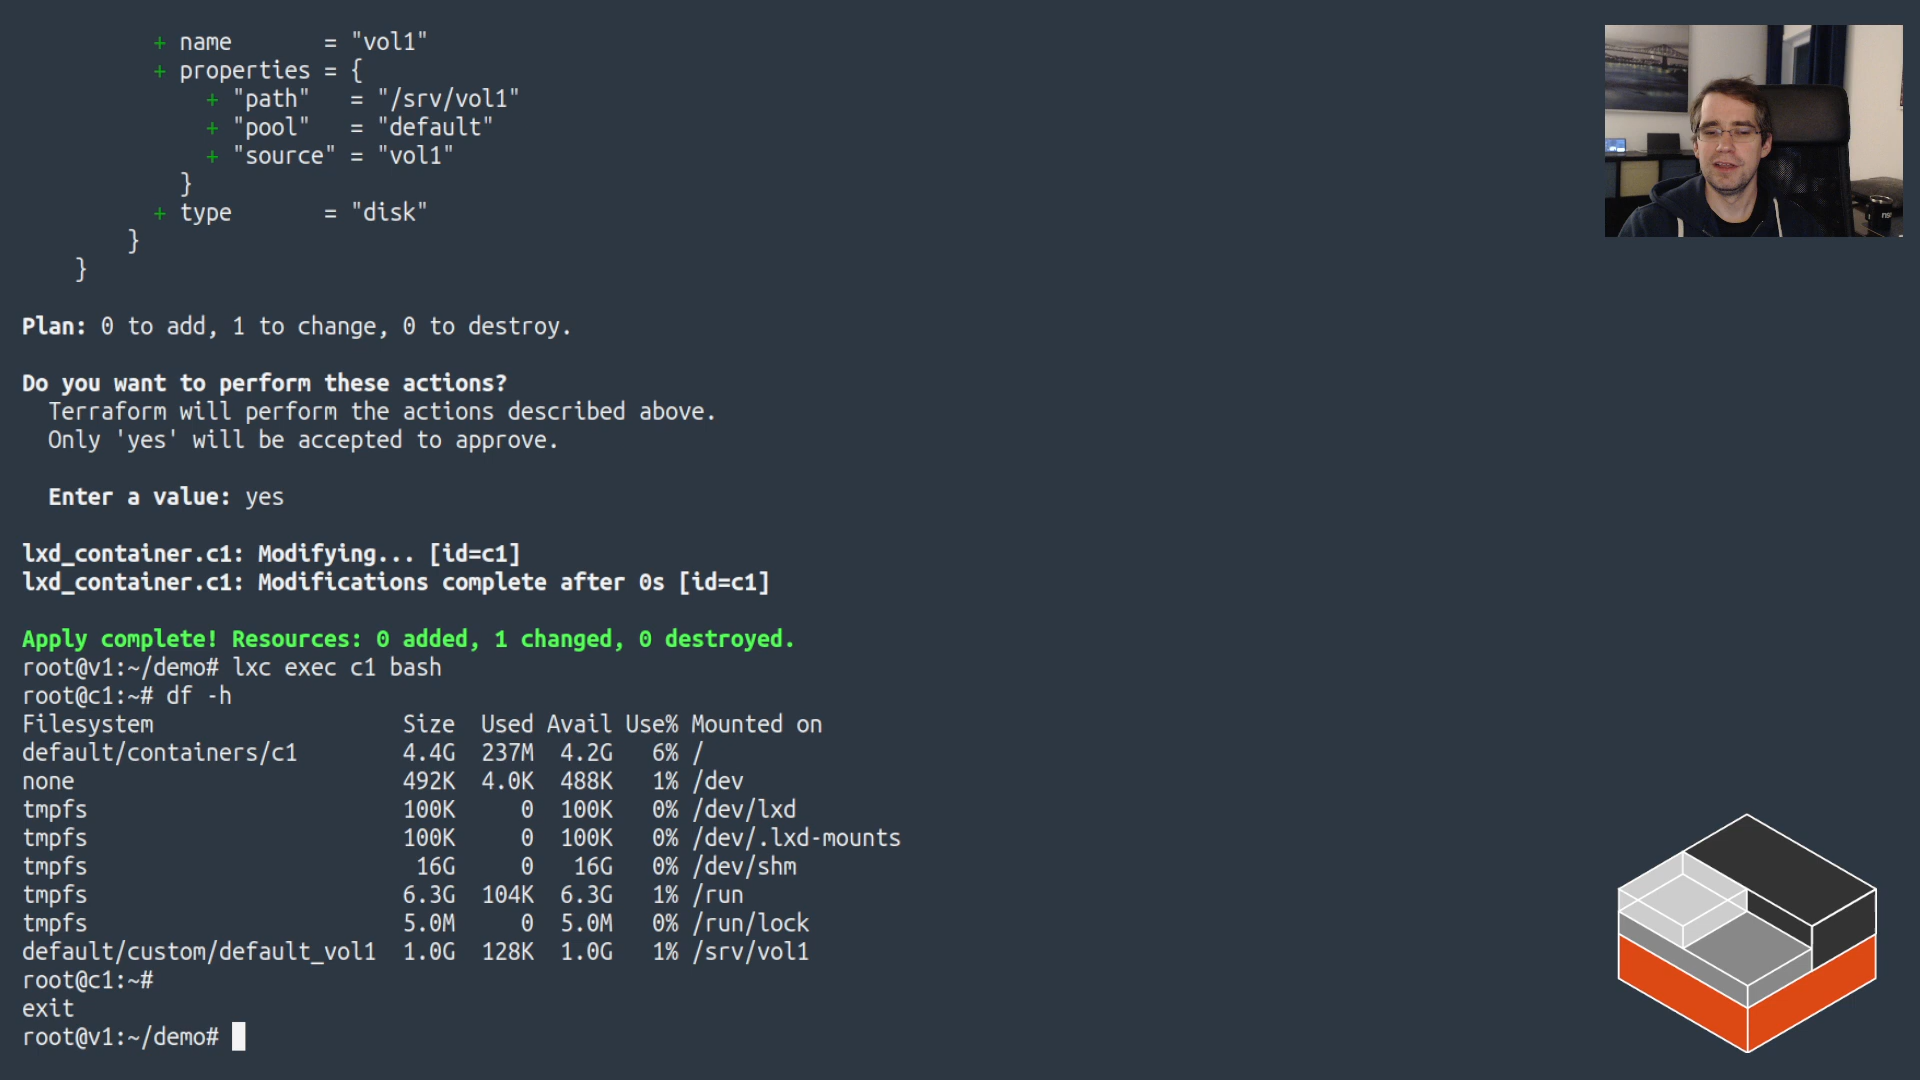 + name       = "vol1"
+ properties = {
+ "path"   = "/srv/vol1"
+ "pool"   = "default"
+ "source" = "vol1"
}
+ type       = "disk"
}
}
Plan: 0 to add, 1 to change, 0 to destroy.
Do you want to perform these actions?
Terraform will perform the actions described above.
Only 'yes' will be accepted to approve.
Enter a value: yes
lxd_container.c1: Modifying... [id=c1]
lxd_container.c1: Modifications complete after 0s [id=c1]
Apply complete! Resources: 0 added, 1 changed, 0 destroyed.
root@v1:~/demo# lxc exec c1 bash
root@c1:~# df -h
Filesystem                   Size  Used Avail Use% Mounted on
default/containers/c1        4.4G  237M  4.2G   6% /
none                         492K  4.0K  488K   1% /dev
tmpfs                        100K     0  100K   0% /dev/lxd
tmpfs                        100K     0  100K   0% /dev/.lxd-mounts
tmpfs                         16G     0   16G   0% /dev/shm
tmpfs                        6.3G  104K  6.3G   1% /run
tmpfs                        5.0M     0  5.0M   0% /run/lock
default/custom/default_vol1  1.0G  128K  1.0G   1% /srv/vol1
root@c1:~#
exit
root@v1:~/demo#